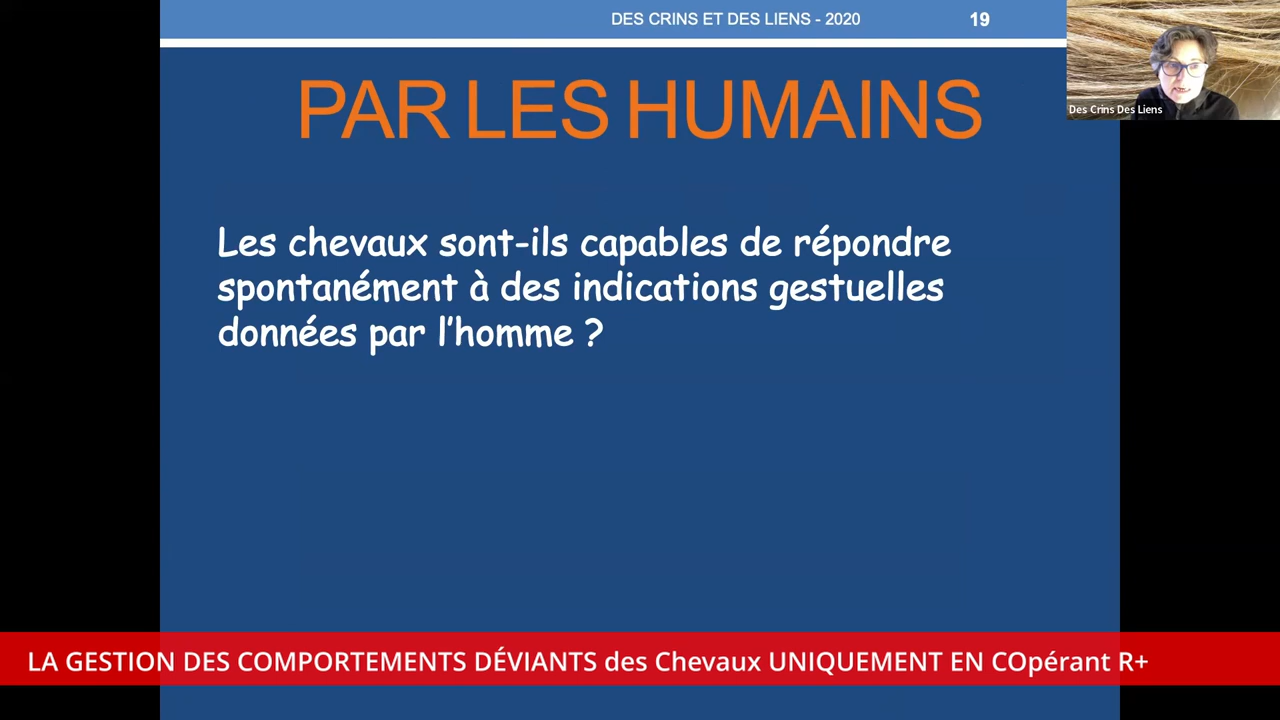 DES CRINS ET DES LIENS - 2020
19
Des Crins Des Liens
PAR LES HUMAINS
Les chevaux sont-ils capables de répondre
spontanément à des indications gestuelles
données par l'homme ?
LA GESTION DES COMPORTEMENTS DÉVIANTS des Chevaux UNIQUEMENT EN COpérant R+